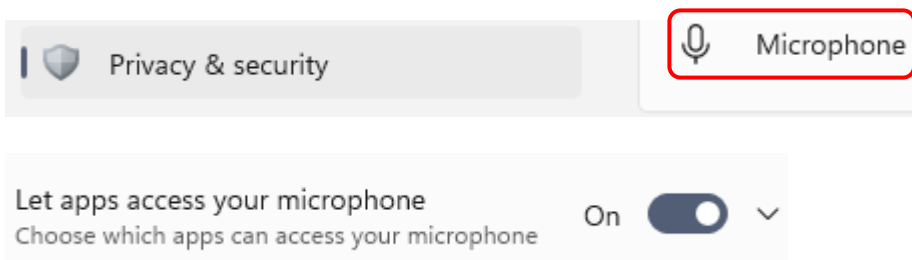 Privacy & security
Microphone
Let apps access your microphone
Choose which apps can access your microphone
On